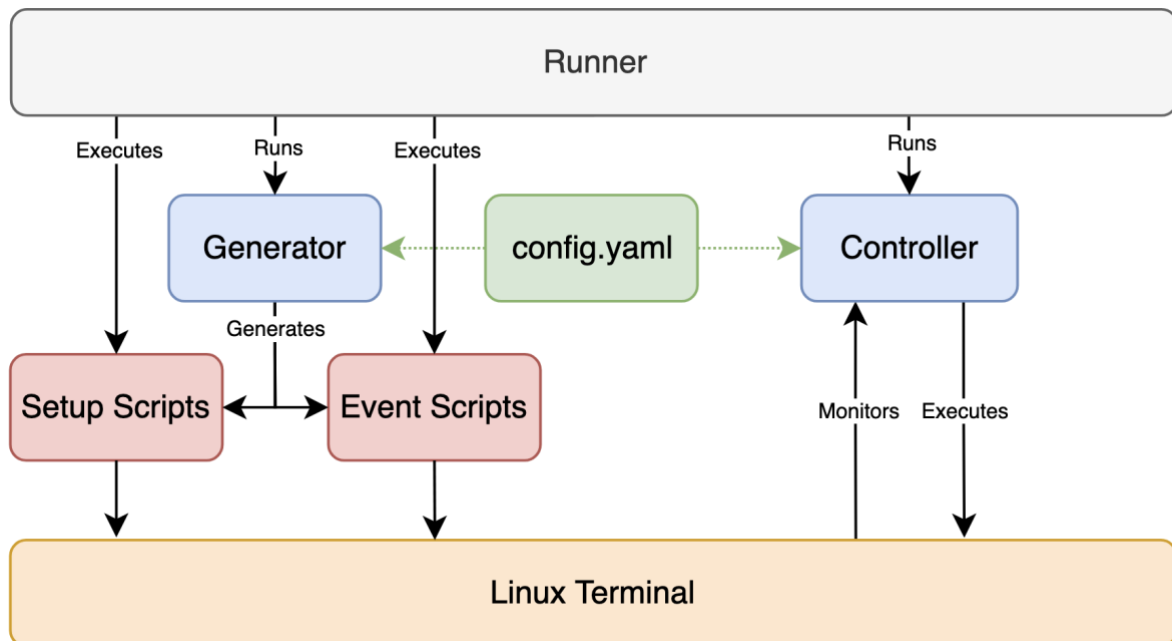 Runner
Executes
Runs
Executes
Runs
Generator
config.yaml
Controller
Generates
Setup Scripts
Event Scripts
Monitors
Executes
Linux Terminal